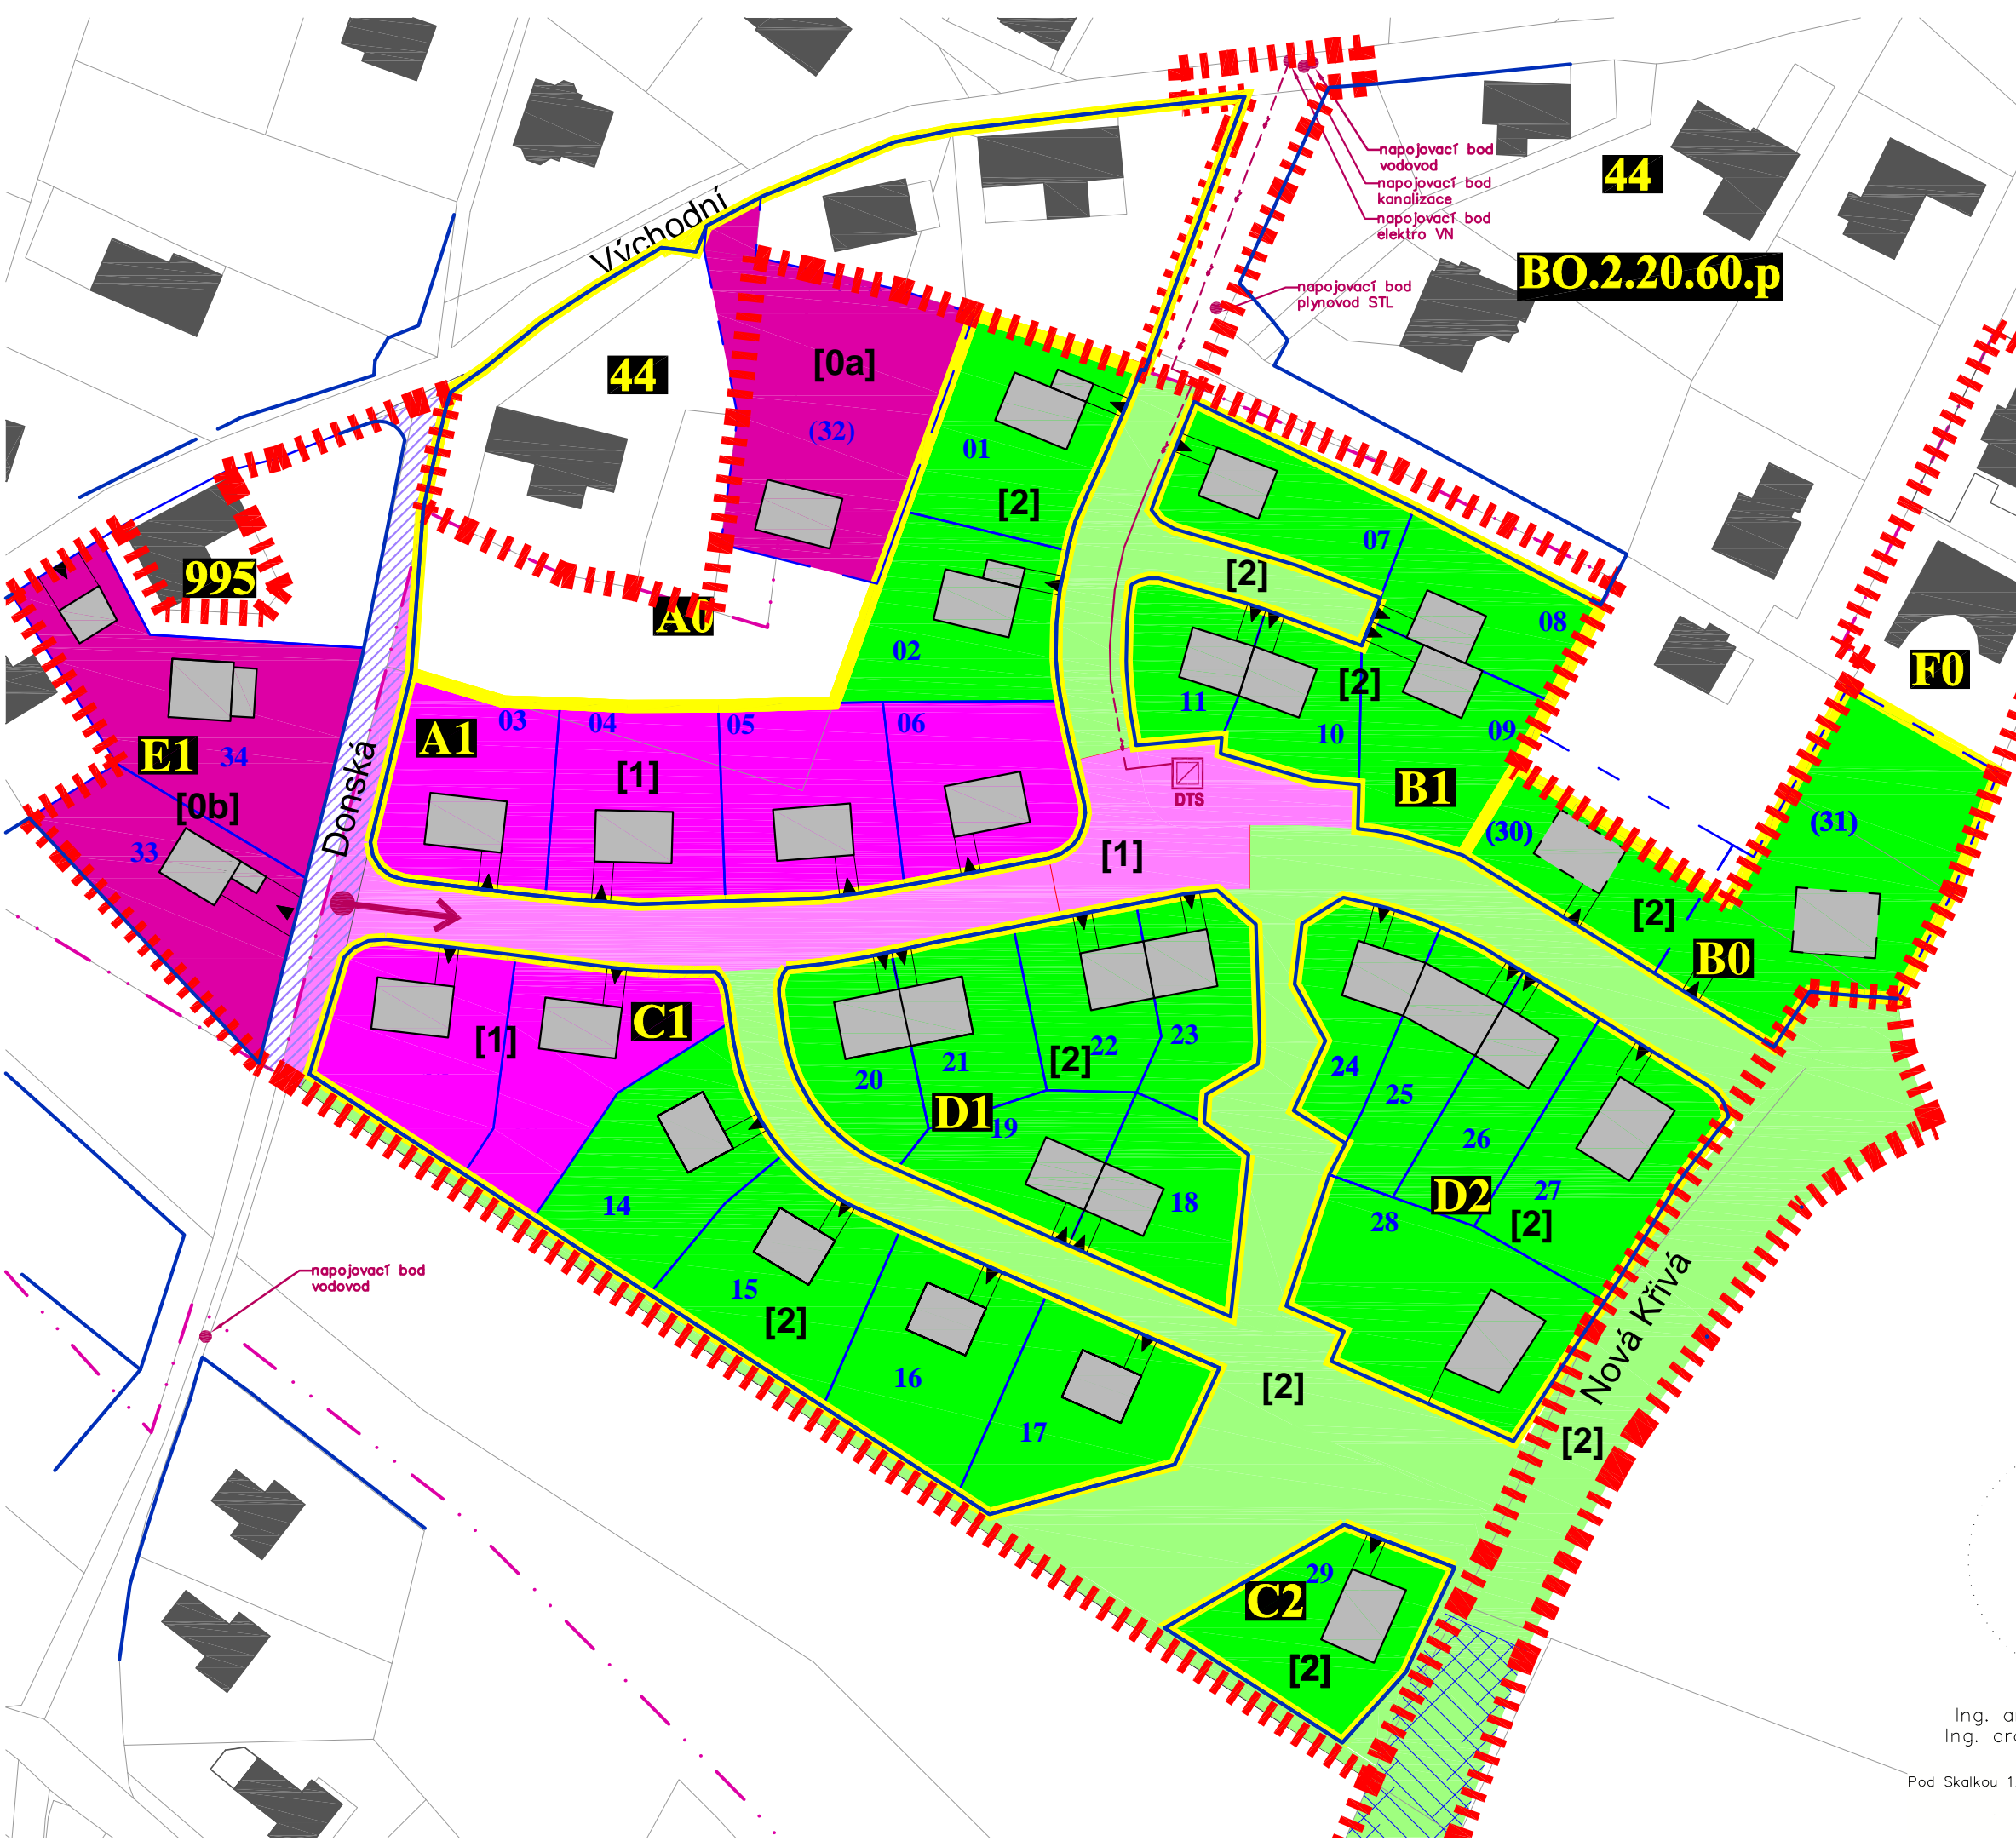 napojovací bod
vodovod
napojovací bod
kanalizace
napojovací bod
elektro VN
44
Východní
BO.2.20.60.p
napojovací bod
plynovod STL
44
[0a]
(32)
01
[2]
07
[2]
995
A0
02
08
F0
11
[2]
10
09
A1
03
04
05
06
E1
34
[1]
B1
[0b]
DTS
Donská
33
[1]
(30)
(31)
[2]
B0
C1
[1]
20
21
[2]
22
23
24
25
D1
19
26
14
18
D2
27
28
[2]
15
[2]
napojovací bod
vodovod
16
17
[2]
Nová Křivá
[2]
29
C2
[2]
Ing. a
Ing. arc
Pod Skalkou 1